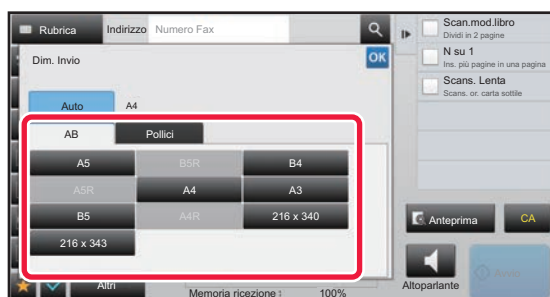 Rubrica Indirizzo Numero Fax
Scan.mod.libro
Dividi in 2 pagine
Dim. Invio OK
N su 1
Ins. più pagine in una pagina
Scans. Lenta
Scans. or. carta sottile
Auto A4
AB Pollici
A5 B5R B4
A5R A4 A3
B5 A4R 216 x 340
216 x 343
Anteprima CA
Altri
Memoria ricezione 100%
Altoparlante
Invio